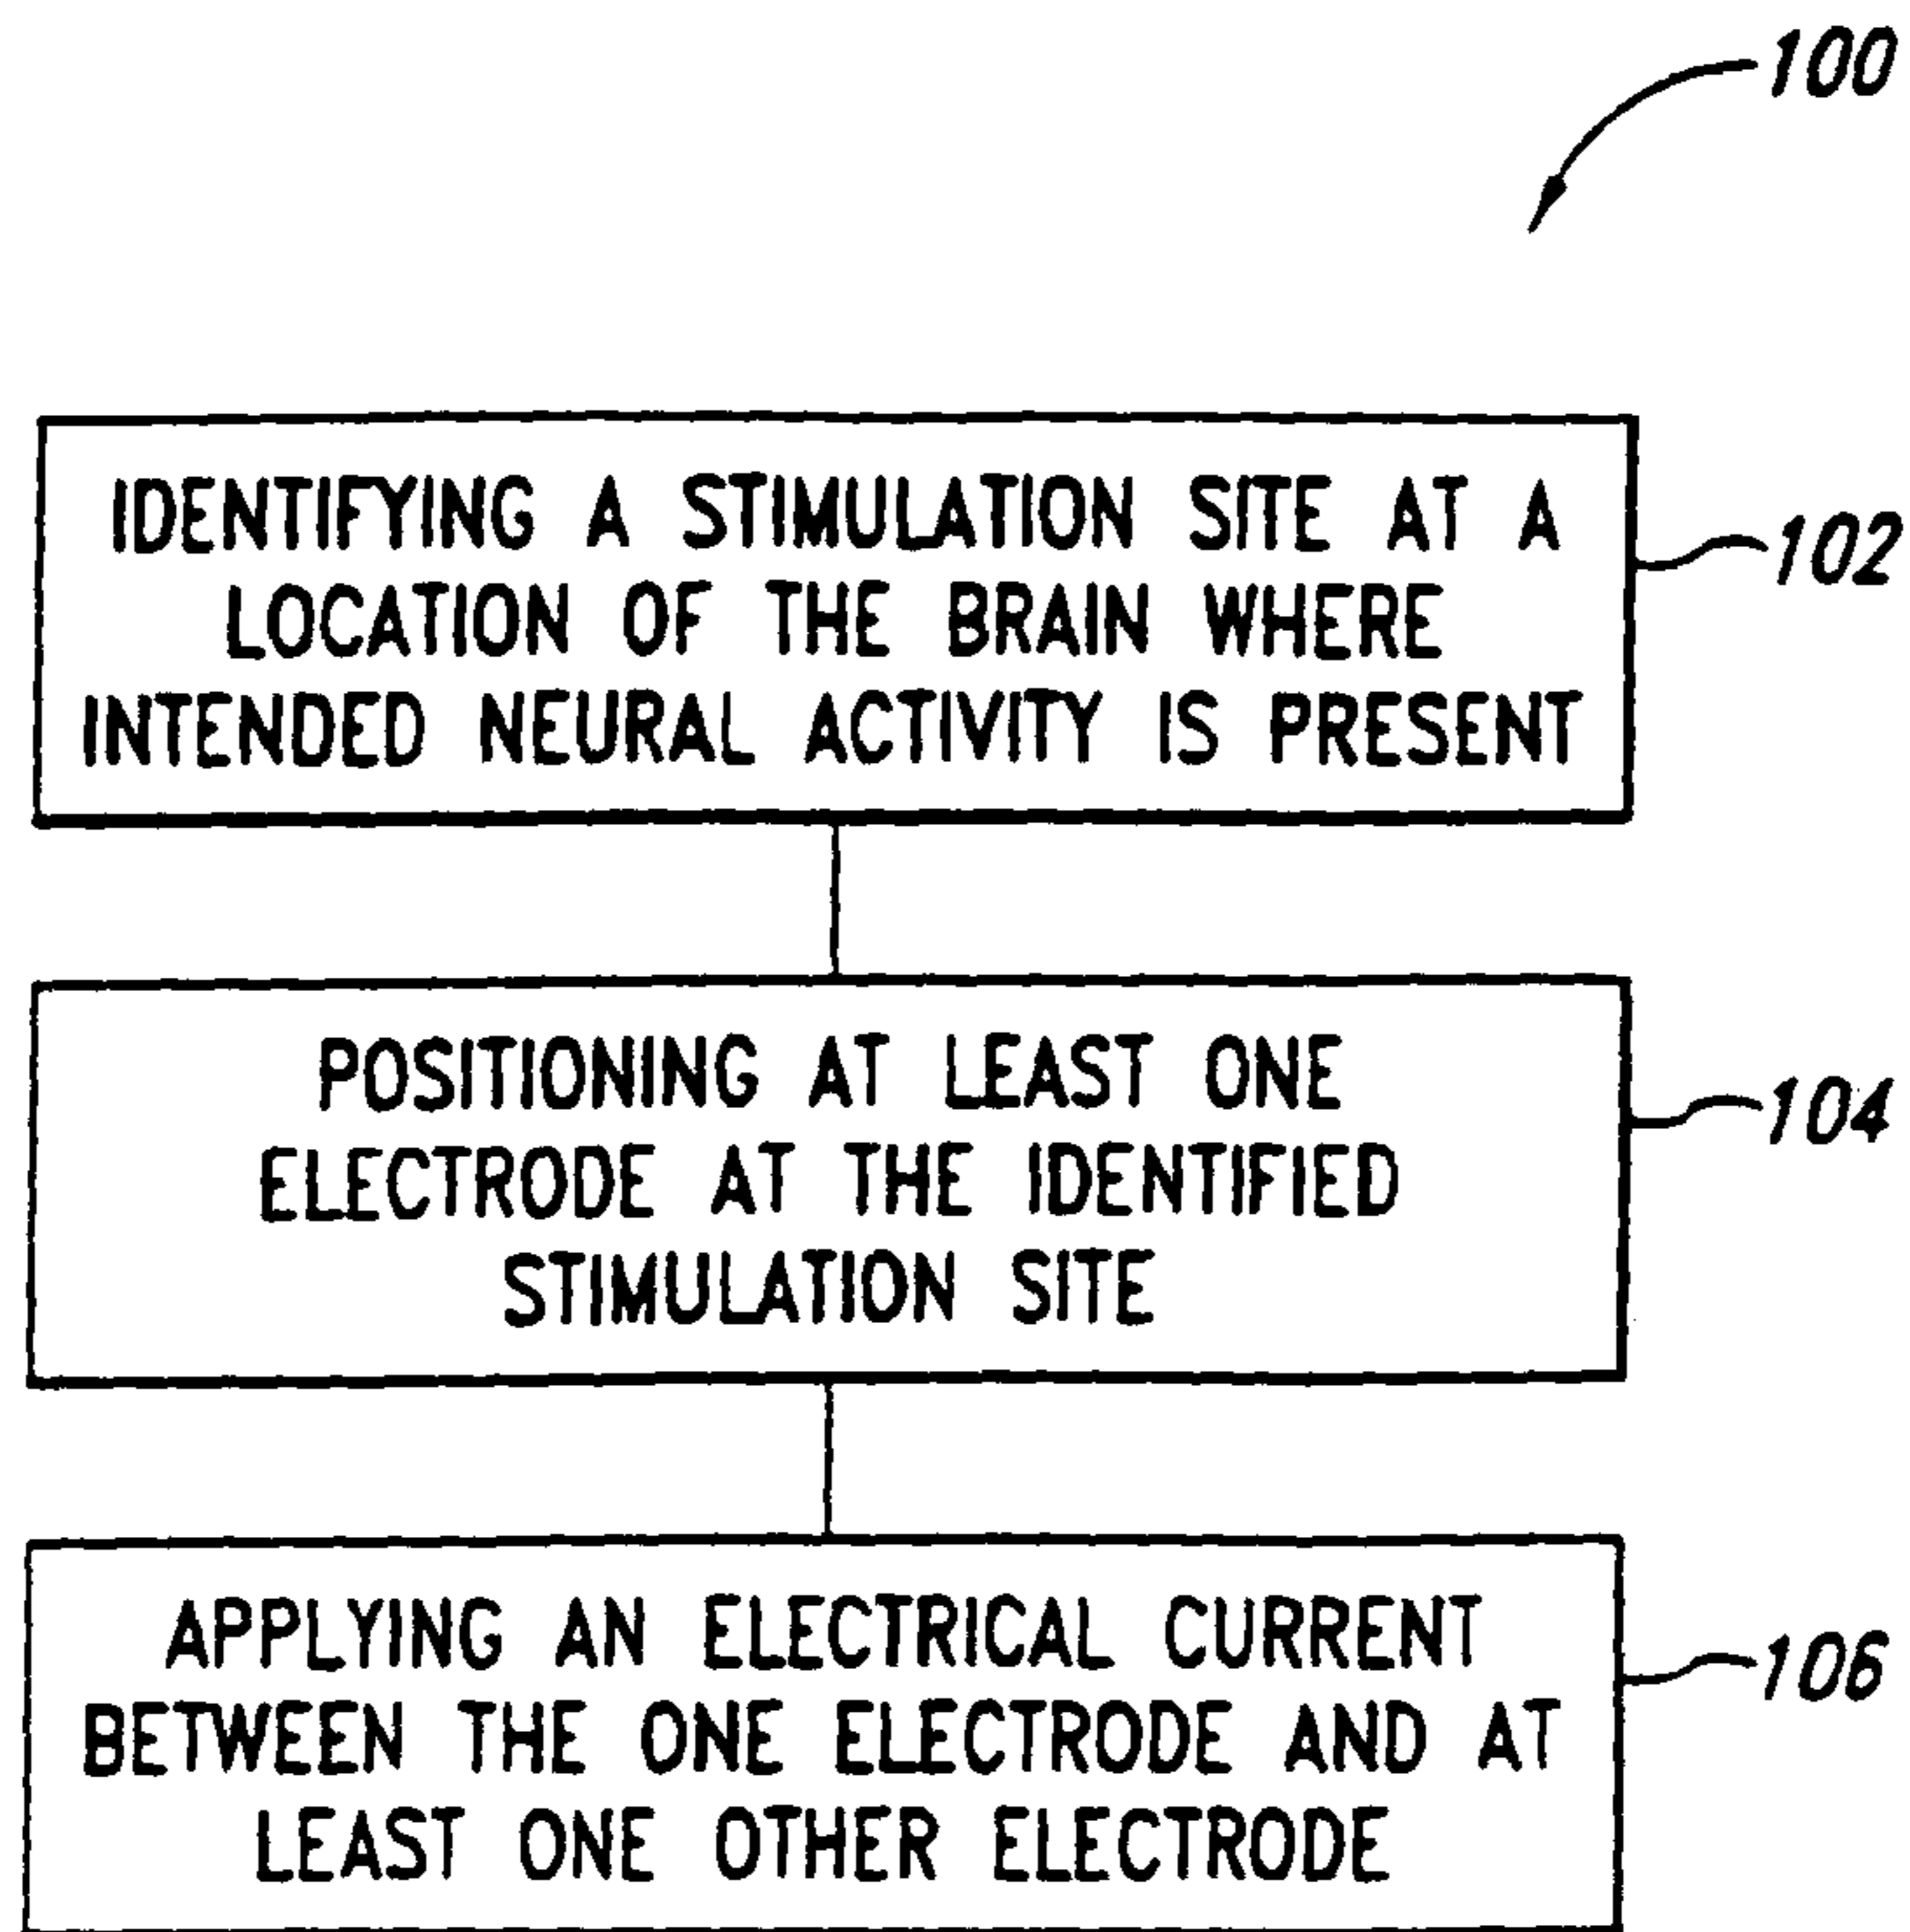 100
IDENTIFYING A STIMULATION SITE AT A
LOCATION OF THE BRAIN WHERE
INTENDED NEURAL ACTIVITY IS PRESENT
102
POSITIONING AT LEAST ONE
ELECTRODE AT THE IDENTIFIED
STIMULATION SITE
104
APPLYING AN ELECTRICAL CURRENT
BETWEEN THE ONE ELECTRODE AND AT
LEAST ONE OTHER ELECTRODE
106